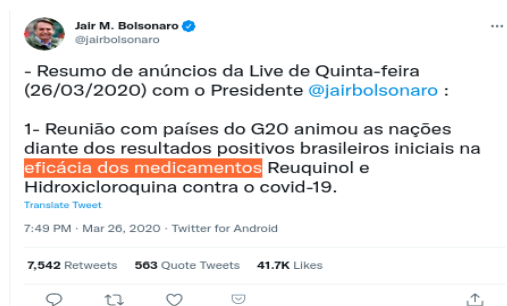 Jair M. Bolsonaro
@jairbolsonaro
- Resumo de anúncios da Live de Quinta-feira
(26/03/2020) com o Presidente @jairbolsonaro :
1- Reunião com países do G20 animou as nações
diante dos resultados positivos brasileiros iniciais na
eficácia dos medicamentos Reuquinol e
Hidroxicloroquina contra o covid-19.
Translate Tweet
7:49 PM · Mar 26, 2020 · Twitter for Android
7,542 Retweets 563 Quote Tweets 41.7K Likes